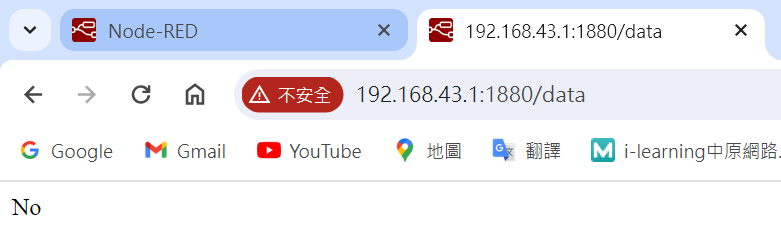 Node-RED
192.168.43.1:1880/data
不安全 192.168.43.1:1880/data
Google Gmail YouTube 地圖 翻譯 i-learning中原網路.
No